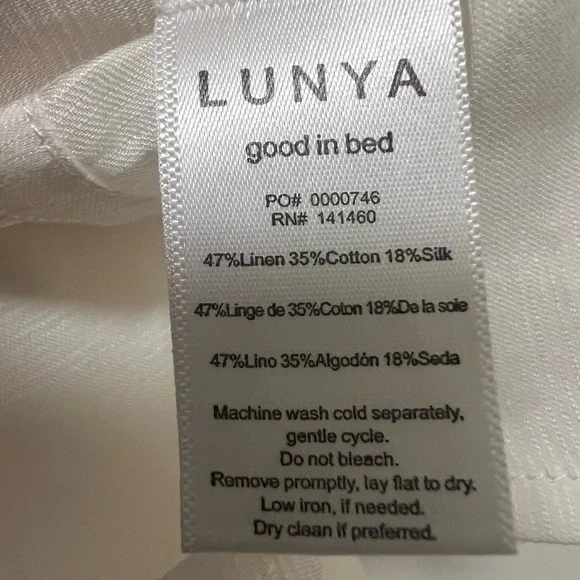 LUNYA
good in bed
PO# 0000746
RN# 141460
47%Linen 35%Cotton 18%Silk
47%Linge de 35%Coton 18%De la soie
47%Lino 35%Algodón 18%Seda
Machine wash cold separately,
gentle cycle.
Do not bleach.
Remove promptly, lay flat to dry.
Low iron, if needed.
Dry clean if preferred.